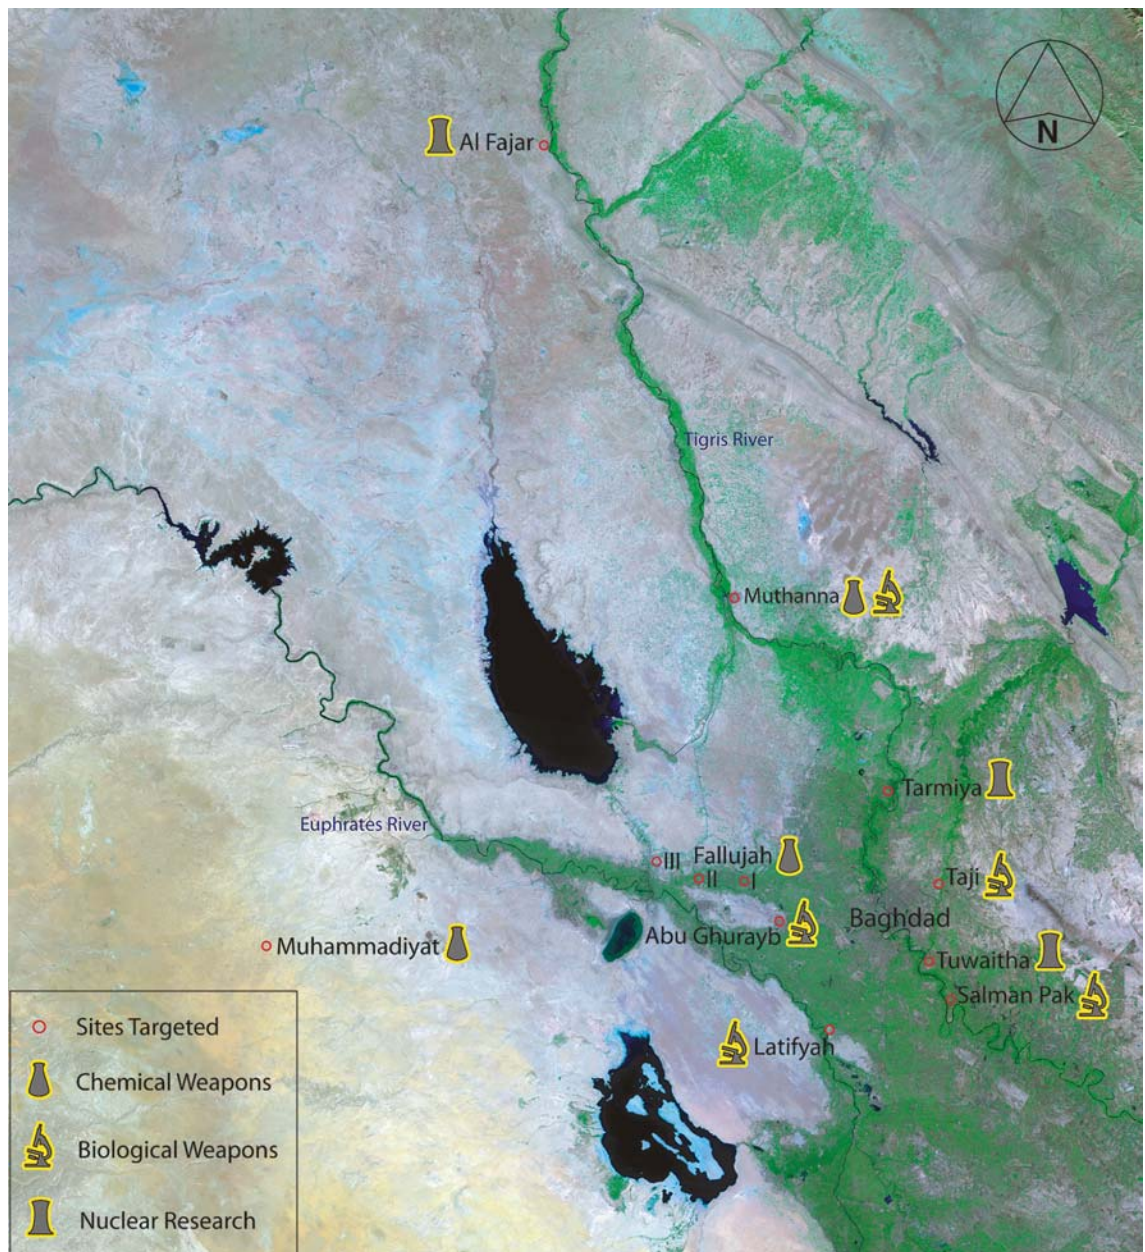 N
Al Fajar
Tigris River
Muthanna
Tarmiya
Euphrates River
Fallujah
III
II
I
Taji
Baghdad
Abu Ghurayb
Muhammadiyat
Tuwaitha
Salman Pak
Latifyah
Sites Targeted
Chemical Weapons
Biological Weapons
Nuclear Research